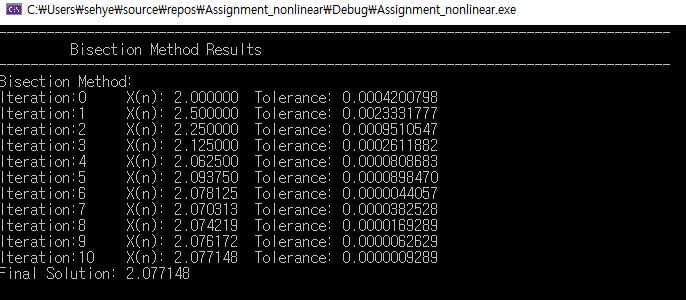 C:₩Users₩sehye₩source₩repos₩Assignment_nonlinear₩Debug₩Assignment_nonlinear.exe
------------------------------------------------------------------------------------
Bisection Method Results
------------------------------------------------------------------------------------
Bisection Method:
Iteration:0 X(n): 2.000000 Tolerance: 0.0004200798
Iteration:1 X(n): 2.500000 Tolerance: 0.0023331777
Iteration:2 X(n): 2.250000 Tolerance: 0.0009510547
Iteration:3 X(n): 2.125000 Tolerance: 0.0002611882
Iteration:4 X(n): 2.062500 Tolerance: 0.0000808683
Iteration:5 X(n): 2.093750 Tolerance: 0.0000898470
Iteration:6 X(n): 2.078125 Tolerance: 0.0000044057
Iteration:7 X(n): 2.070313 Tolerance: 0.0000382528
Iteration:8 X(n): 2.074219 Tolerance: 0.0000169289
Iteration:9 X(n): 2.076172 Tolerance: 0.0000062629
Iteration:10 X(n): 2.077148 Tolerance: 0.0000009289
Final Solution: 2.077148